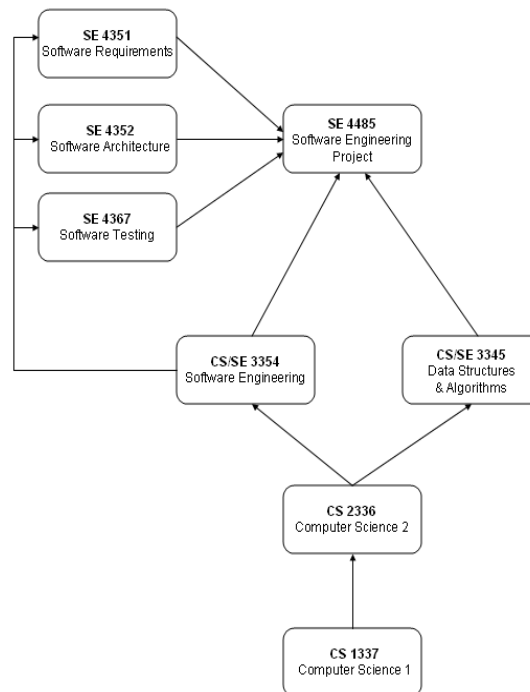 SE 4351
Software Requirements
SE 4352
Software Architecture
SE 4485
Software Engineering
Project
SE 4367
Software Testing
CS/SE 3354
Software Engineering
CS/SE 3345
Data Structures
& Algorithms
CS 2336
Computer Science 2
CS 1337
Computer Science 1